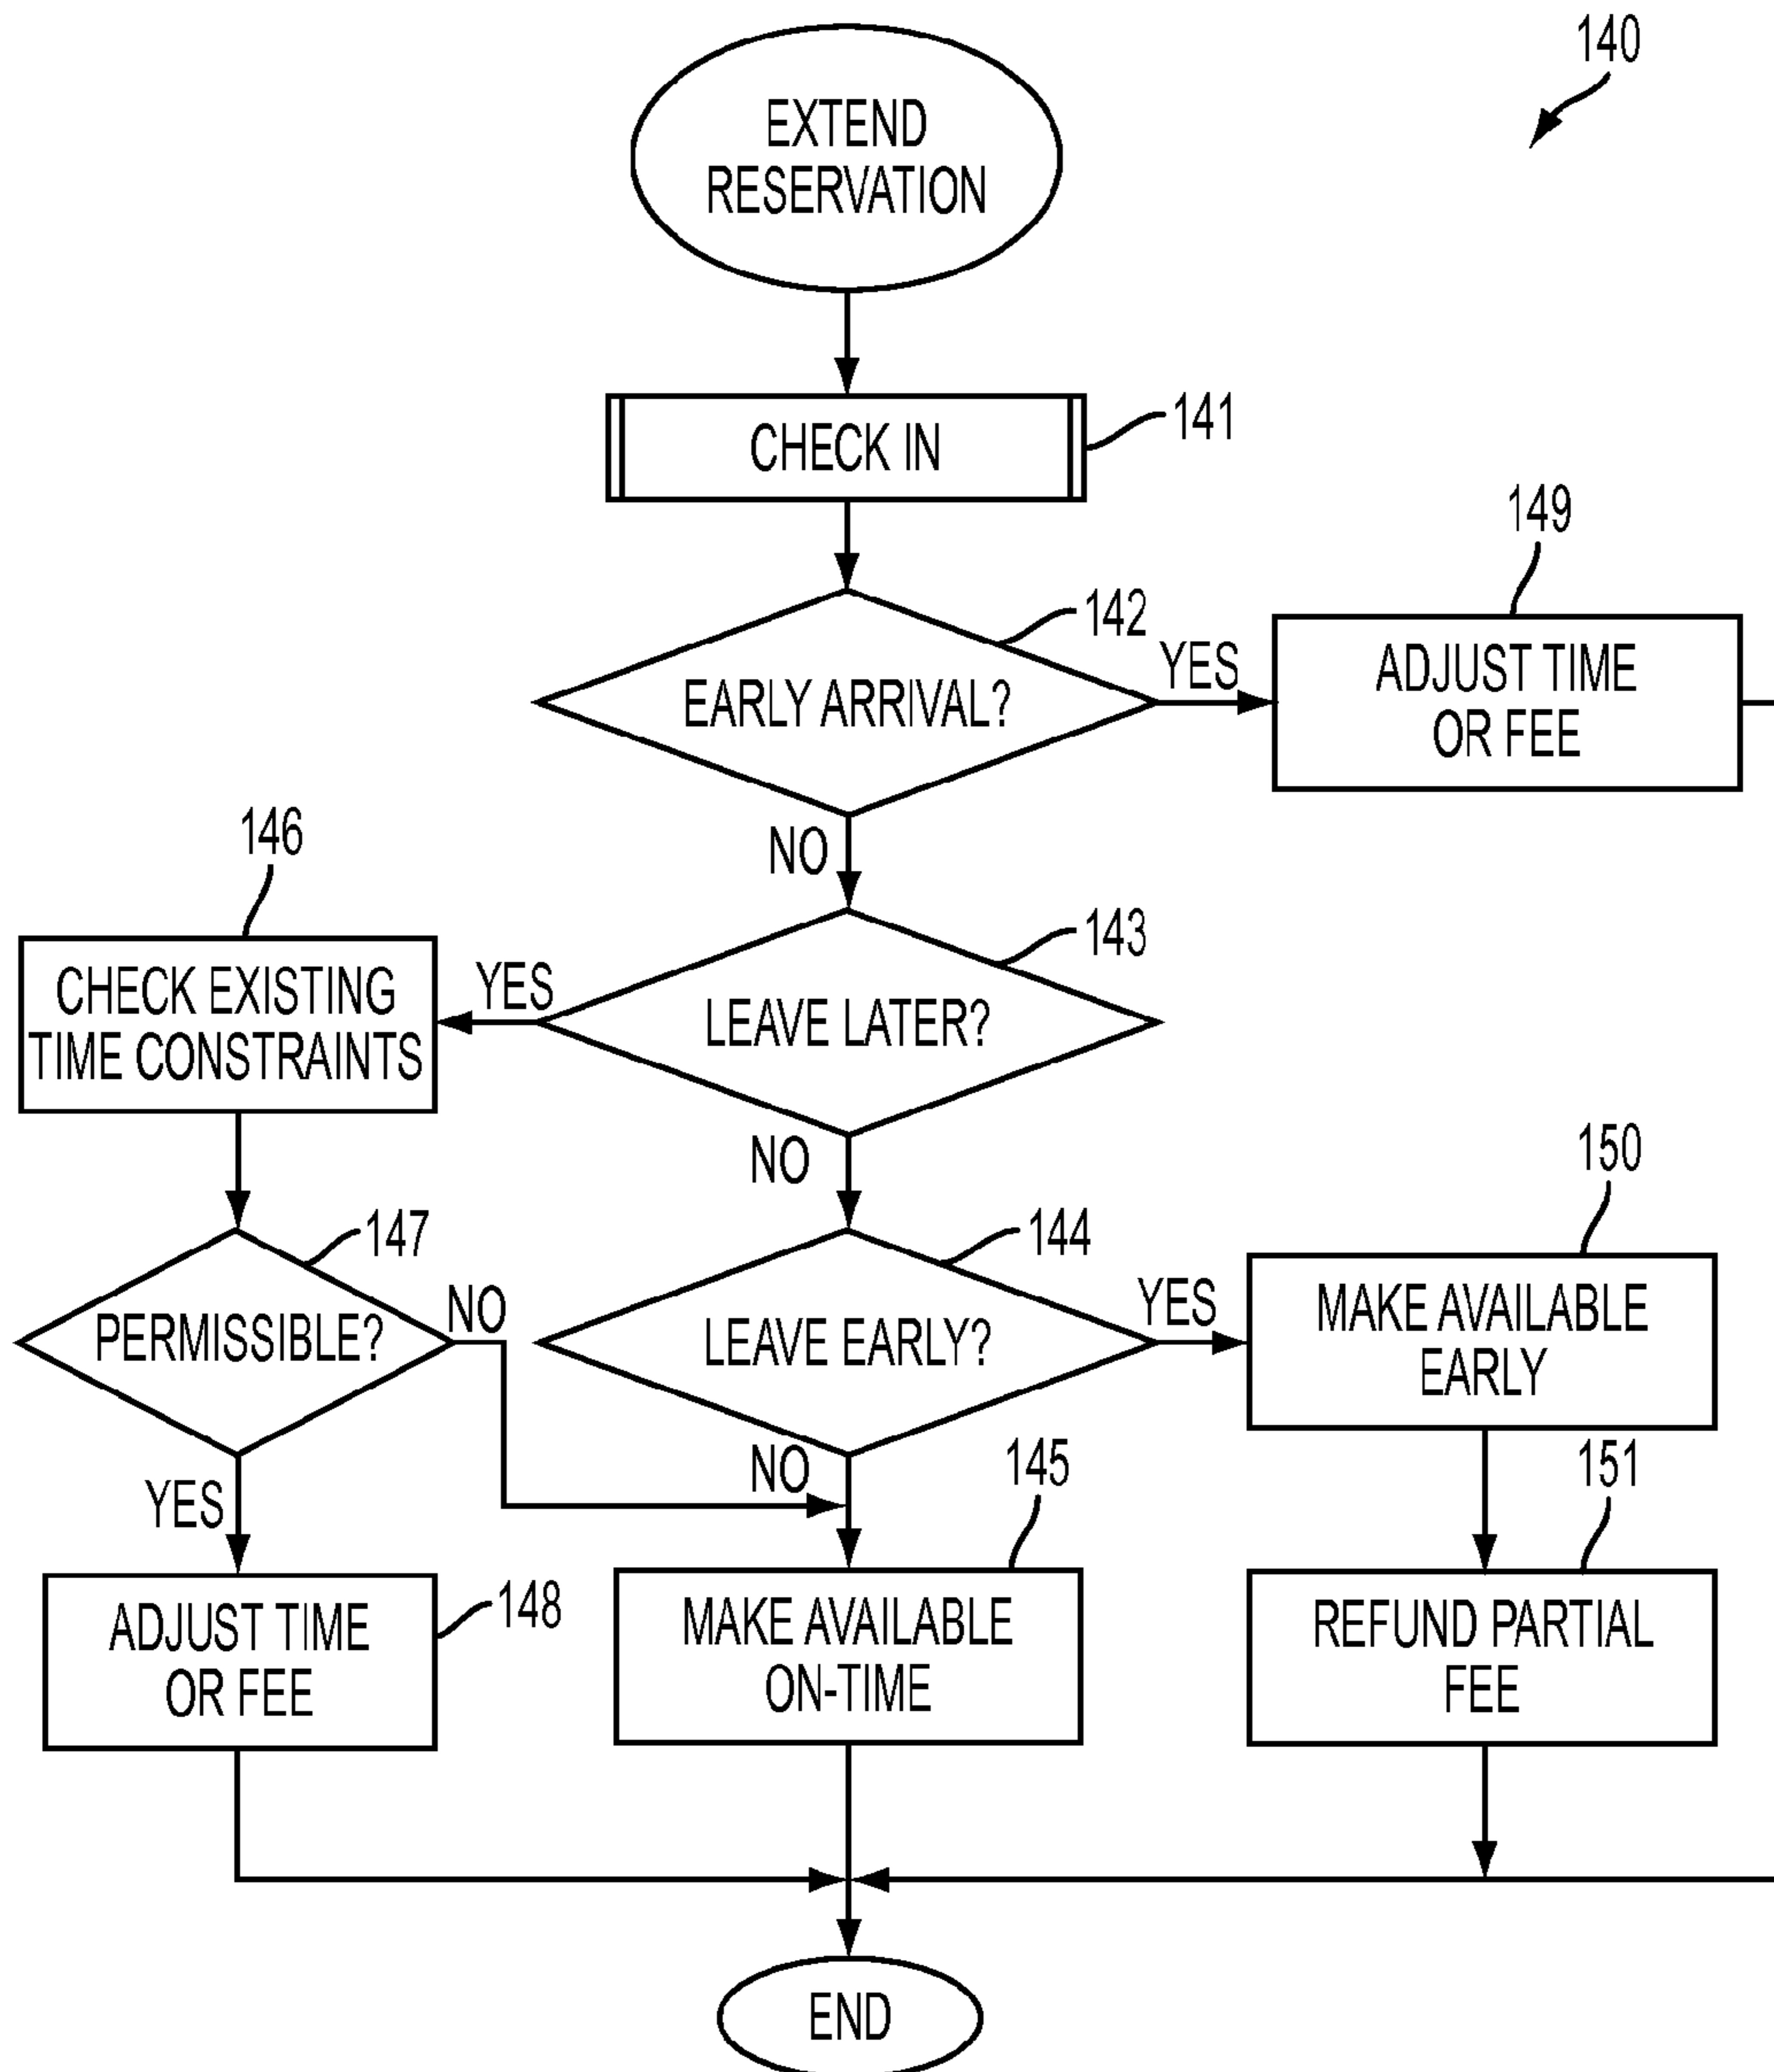 140
EXTEND
RESERVATION
CHECK IN
141
149
142
YES
ADJUST TIME
OR FEE
EARLY ARRIVAL?
146
NO
143
CHECK EXISTING
TIME CONSTRAINTS
YES
LEAVE LATER?
NO
150
147
144
NO
YES
MAKE AVAILABLE
EARLY
PERMISSIBLE?
LEAVE EARLY?
145
151
NO
YES
ADJUST TIME
OR FEE
148
MAKE AVAILABLE
ON-TIME
REFUND PARTIAL
FEE
END